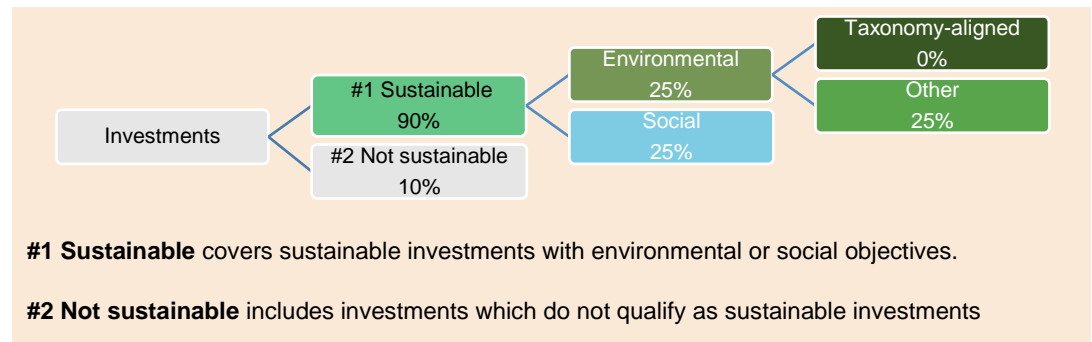 Investments
#1 Sustainable
90%
#2 Not sustainable
10%
Environmental
25%
Social
25%
Taxonomy-aligned
0%
Other
25%
#1 Sustainable covers sustainable investments with environmental or social objectives.
#2 Not sustainable includes investments which do not qualify as sustainable investments